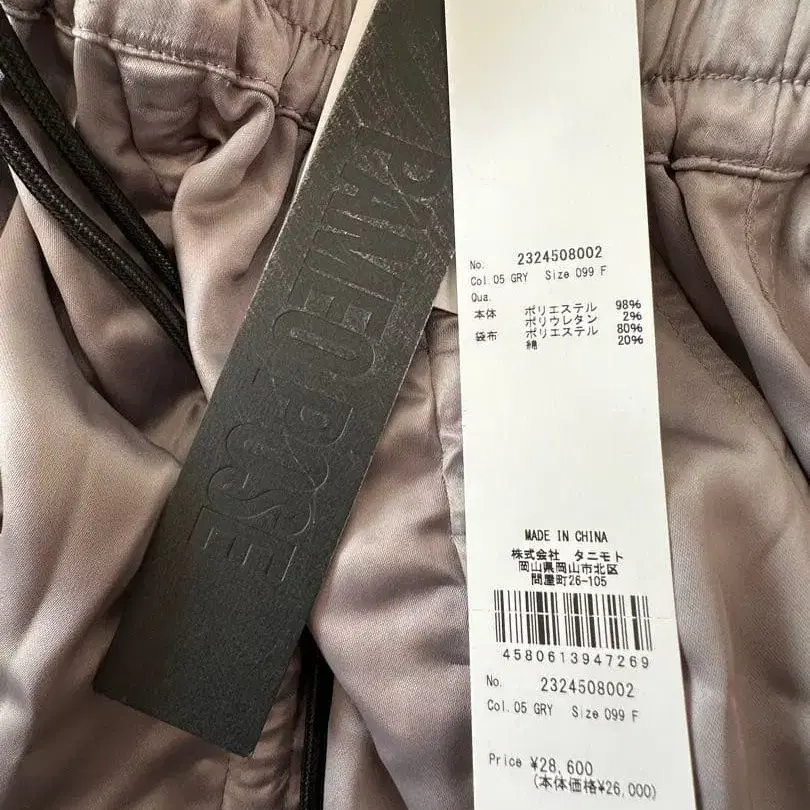 PAMEO POSE
No. 2324508002
Col.05 GRY Size 099 F
Qua.
本体 ポリエステル 98%
ポリウレタン 2%
袋布 ポリエステル 80%
綿 20%
MADE IN CHINA
株式会社 タニモト
岡山県岡山市北区
問屋町26-105
4580613947269
No. 2324508002
Col.05 GRY Size 099 F
Price ¥28,600
(本体価格¥26,000)